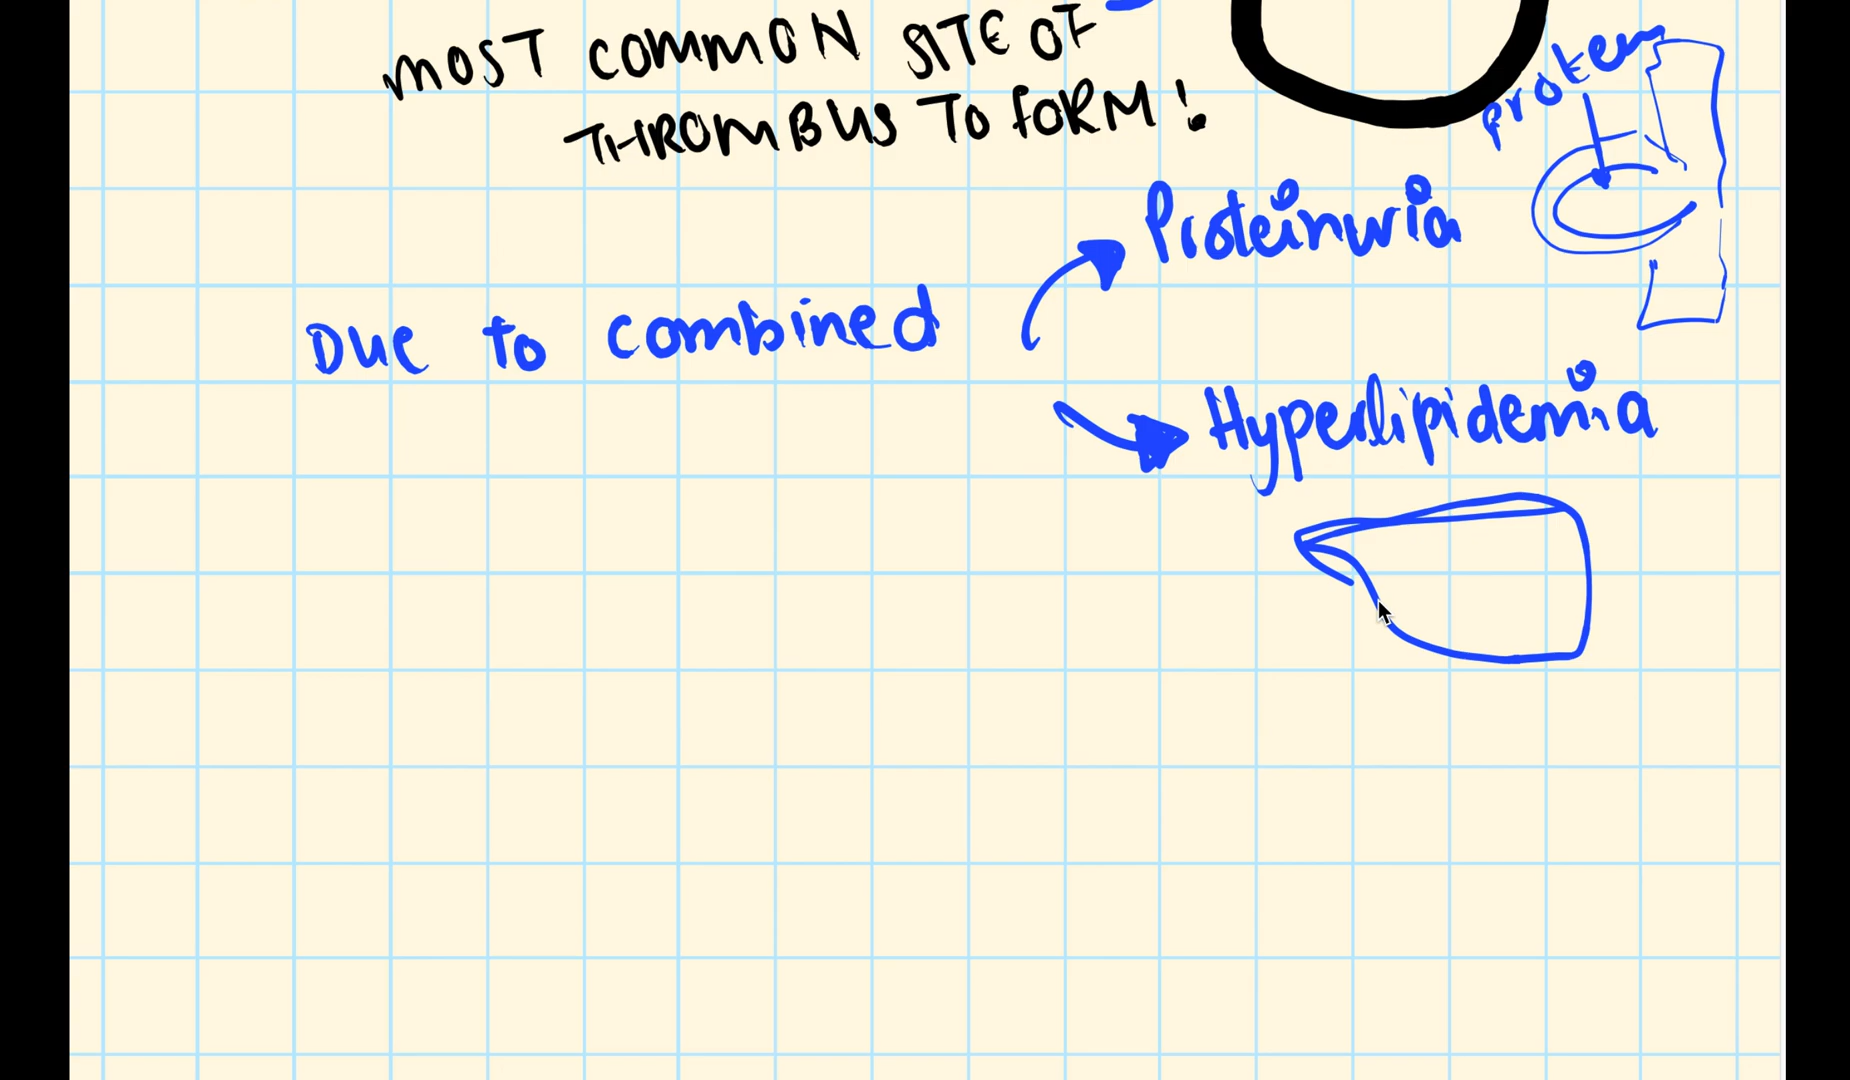 MOST COMMON SITE OF
THROMBUS TO FORM!
protein
Proteinuria
Due to combined
Hyperlipidemia